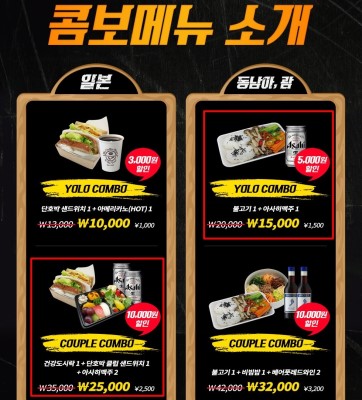 콤보메뉴 소개
일본
3,000원
할인
YOLO COMBO
단호박 샌드위치 1 + 아메리카노(HOT) 1
₩13,000 ₩10,000 ¥1,000
10,000원
할인
COUPLE COMBO
건강도시락 1 + 단호박 클럽 샌드위치 1
+ 아사히맥주 2
₩35,000 ₩25,000 ¥2,500
동남아, 괌
Asahi
5,000원
할인
YOLO COMBO
불고기 1 + 아사히맥주 1
₩20,000 ₩15,000 ¥1,500
10,000원
할인
COUPLE COMBO
불고기 1 + 비빔밥 1 + 베어풋레드와인 2
₩42,000 ₩32,000 ¥3,200